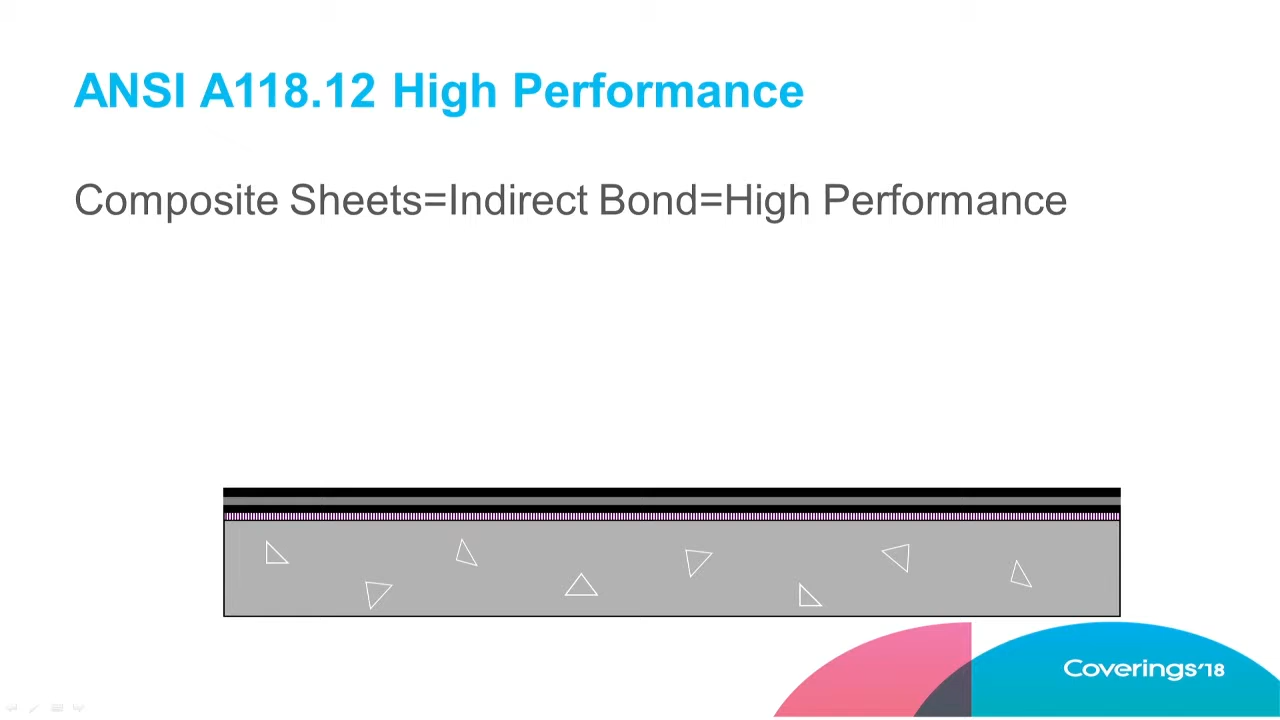 ANSI A118.12 High Performance
Composite Sheets=Indirect Bond=High Performance
Coverings'18